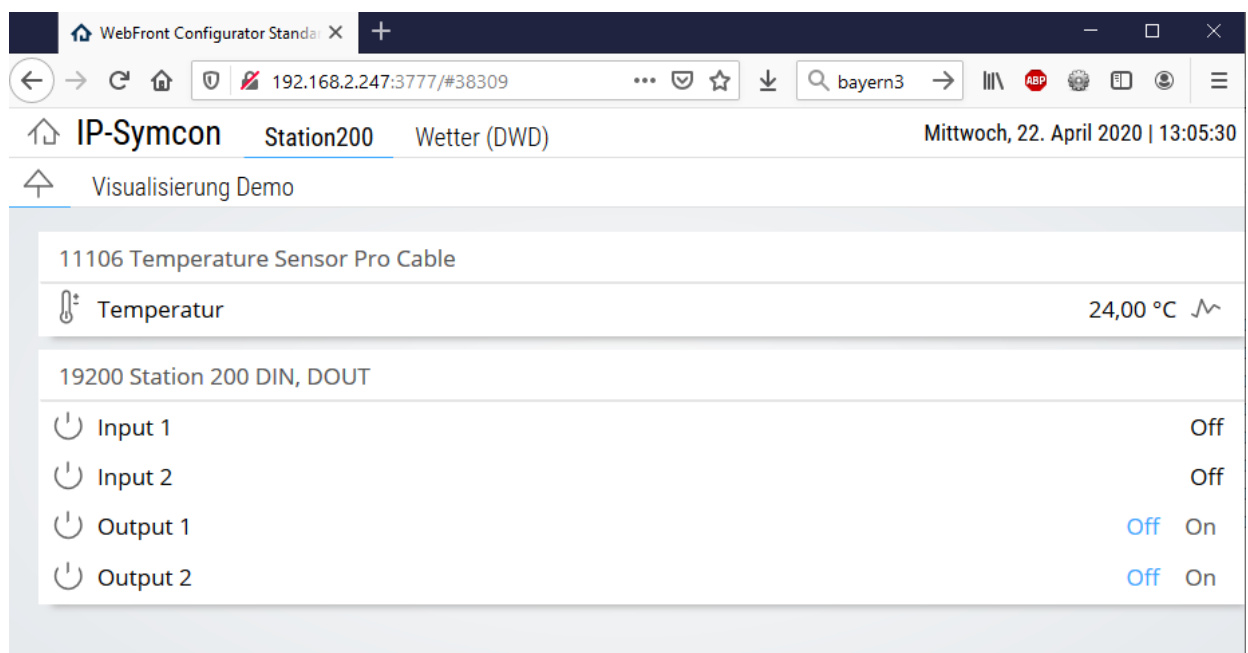 WebFront Configurator Standa
192.168.2.247:3777/#38309
bayern3
ABP
IP-Symcon Station200 Wetter (DWD) Mittwoch, 22. April 2020 | 13:05:30
Visualisierung Demo
11106 Temperature Sensor Pro Cable
Temperatur 24,00 °C
19200 Station 200 DIN, DOUT
Input 1 Off
Input 2 Off
Output 1 Off On
Output 2 Off On